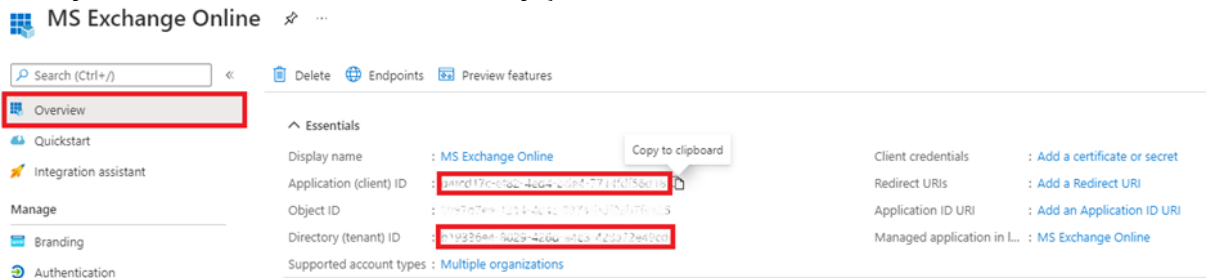 MS Exchange Online
Search (Ctrl+/)
«
Delete
Endpoints
Preview features
Overview
Quickstart
Integration assistant
Manage
Branding
Authentication
Essentials
Copy to clipboard
Display name : MS Exchange Online
Application (client) ID :
Object ID :
Directory (tenant) ID :
Supported account types : Multiple organizations
Client credentials : Add a certificate or secret
Redirect URIs : Add a Redirect URI
Application ID URI : Add an Application ID URI
Managed application in l... : MS Exchange Online